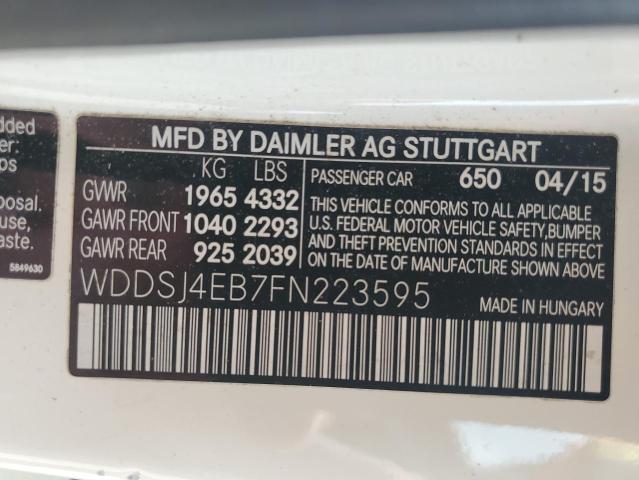 dded
er:
ps
posal.
use,
aste.
5849630
MFD BY DAIMLER AG STUTTGART
KG LBS
GVWR 1965 4332
GAWR FRONT 1040 2293
GAWR REAR 925 2039
PASSENGER CAR 650 04/15
THIS VEHICLE CONFORMS TO ALL APPLICABLE
U.S. FEDERAL MOTOR VEHICLE SAFETY, BUMPER
AND THEFT PREVENTION STANDARDS IN EFFECT
ON THE DATE OF MANUFACTURE SHOWN ABOVE.
WDDSJ4EB7FN223595
MADE IN HUNGARY